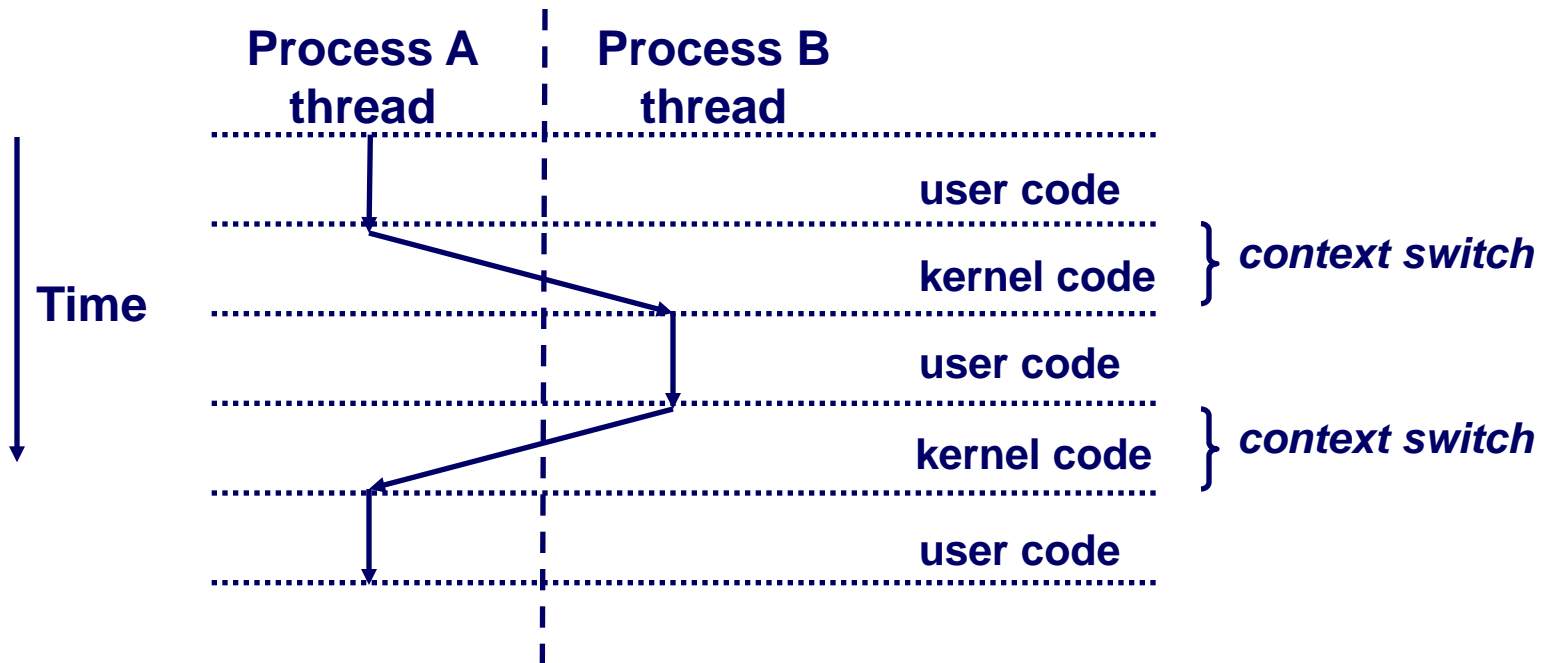 Process A
thread
Process B
thread
user code
kernel code
context switch
Time
user code
kernel code
context switch
user code